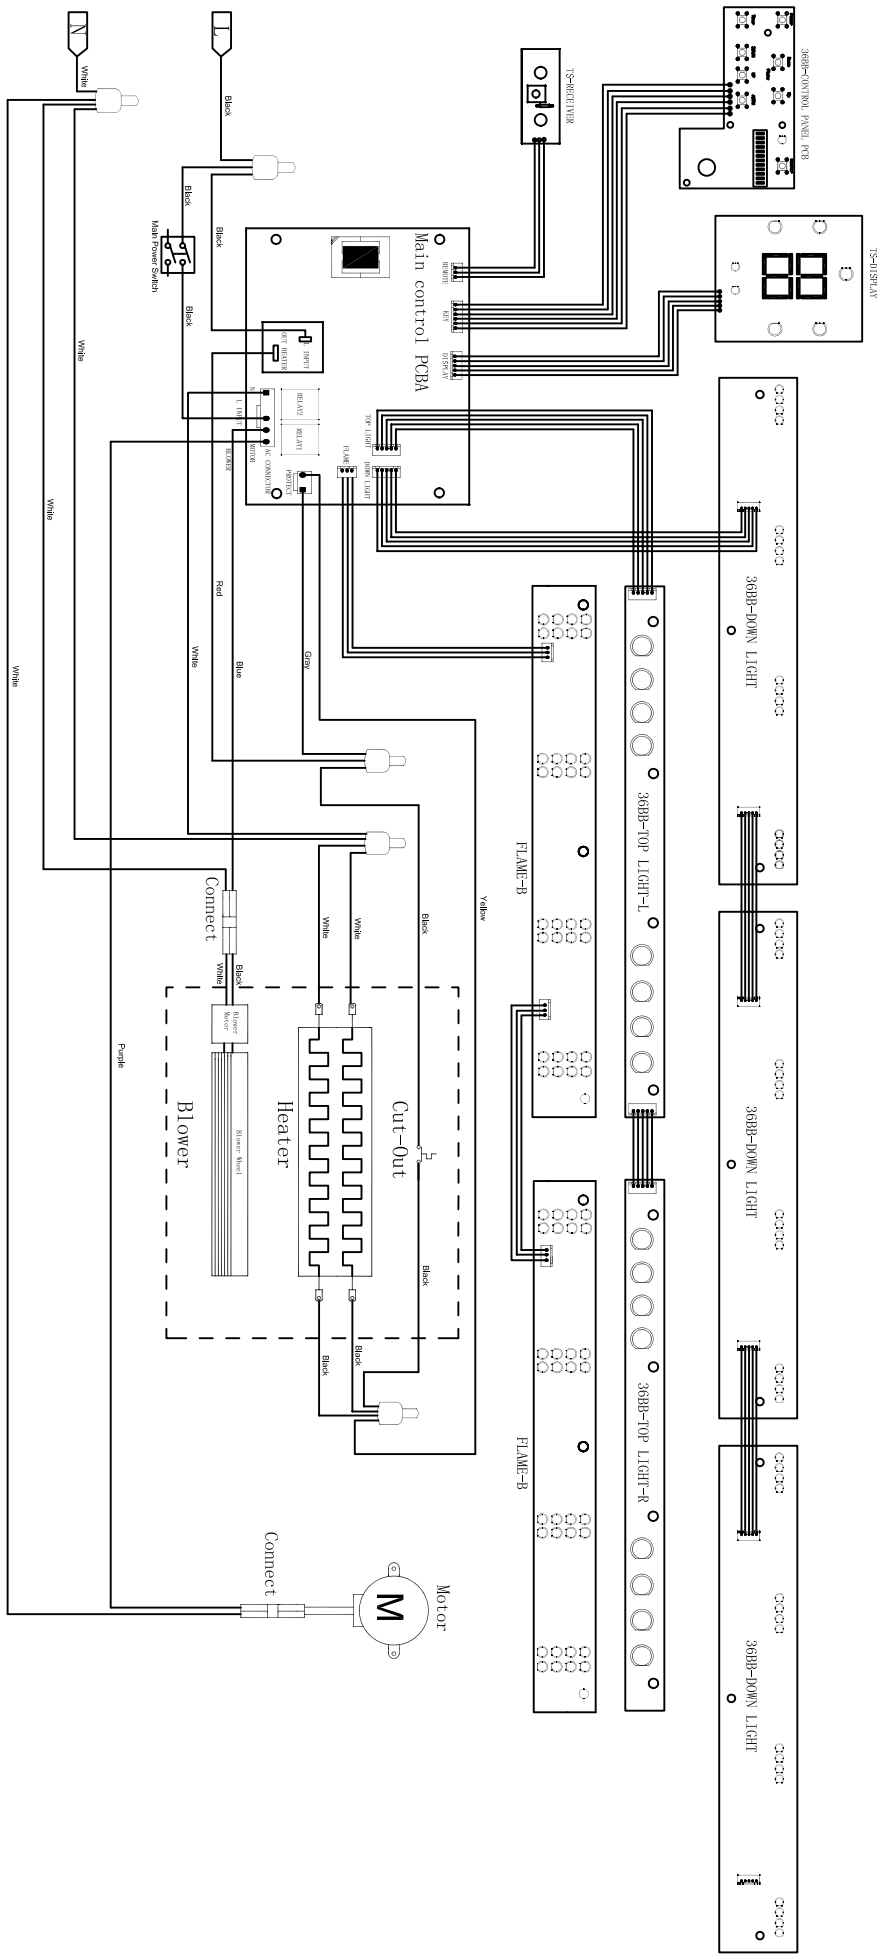 N
L
White
Black
Black
Black
Main Power Switch
Black
White
White
White
TS-RECEIVER
36BB-CONTROL PANEL PCB
TS-DISPLAY
Main control PCBA
REMOTE
KEY
DISPLAY
L INPUT
OUT HEATER
RELAY2
RELAY1
N
L INPUT
MOTOR
BLOWER
AC CONNECTOR
PROTECT
FLAME
TOP LIGHT
DOWN LIGHT
Red
Blue
White
Gray
Yellow
Black
White
White
Connect
Black
White
Purple
Blower
Motor
Blower Wheel
Blower
Heater
Cut-Out
Black
Black
Black
Connect
Motor
M
FLAME-B
FLAME-B
36BB-TOP LIGHT-L
36BB-TOP LIGHT-R
36BB-DOWN LIGHT
36BB-DOWN LIGHT
36BB-DOWN LIGHT